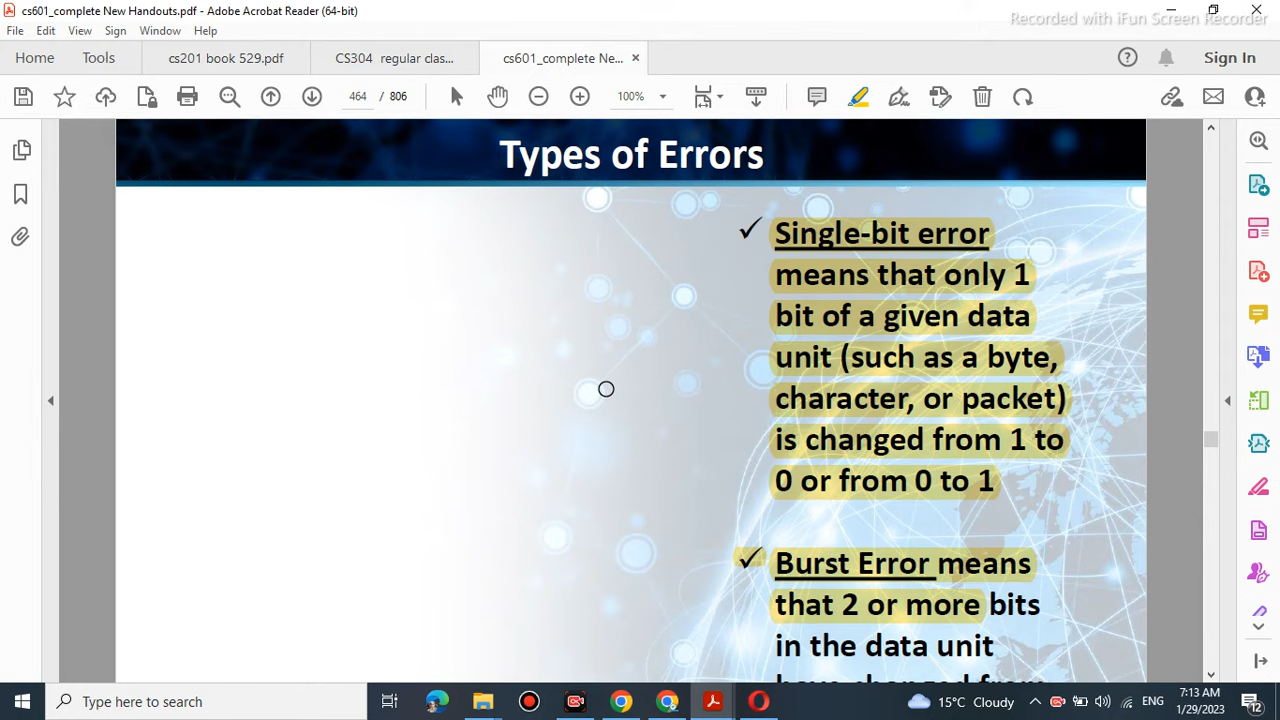 cs601_complete New Handouts.pdf - Adobe Acrobat Reader (64-bit)
Recorded with iFun Screen Recorder
File Edit View Sign Window Help
Home Tools cs201 book 529.pdf CS304 regular clas... cs601_complete Ne... × Sign In
464 / 806 100%
Types of Errors
✓ Single-bit error
means that only 1
bit of a given data
unit (such as a byte,
character, or packet)
is changed from 1 to
0 or from 0 to 1
✓ Burst Error means
that 2 or more bits
in the data unit
have changed from
Type here to search
15°C Cloudy ENG 7:13 AM
1/29/2023 12